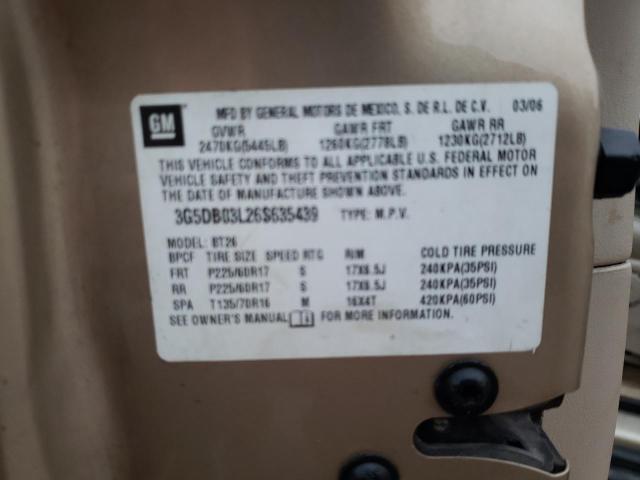 GM
MFD BY GENERAL MOTORS DE MEXICO, S. DE R.L. DE C.V. 03/06
GVWR GAWR FRT GAWR RR
2470KG(5445LB) 1260KG(2778LB) 1230KG(2712LB)
THIS VEHICLE CONFORMS TO ALL APPLICABLE U.S. FEDERAL MOTOR
VEHICLE SAFETY AND THEFT PREVENTION STANDARDS IN EFFECT ON
THE DATE OF MANUFACTURE SHOWN ABOVE.
3G5DB03L26S635439 TYPE: M.P.V.
MODEL: BT26
BPCF TIRE SIZE SPEED RTG RIM COLD TIRE PRESSURE
FRT P225/60R17 S 17X6.5J 240KPA(35PSI)
RR P225/60R17 S 17X6.5J 240KPA(35PSI)
SPA T135/70R16 M 16X4T 420KPA(60PSI)
SEE OWNER'S MANUAL FOR MORE INFORMATION